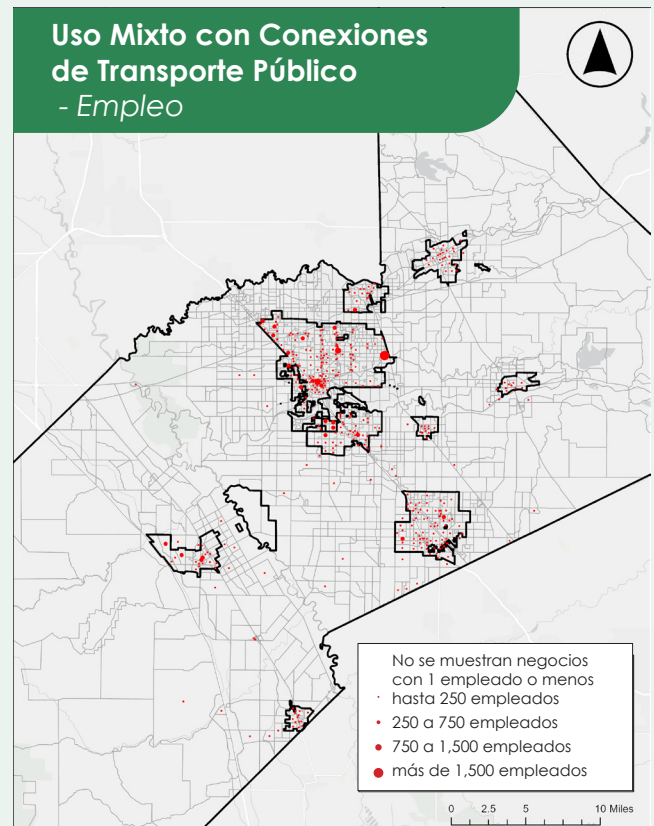 Uso Mixto con Conexiones
de Transporte Público
- Empleo
No se muestran negocios
con 1 empleado o menos
hasta 250 empleados
250 a 750 empleados
750 a 1,500 empleados
más de 1,500 empleados
0 2.5 5 10 Miles